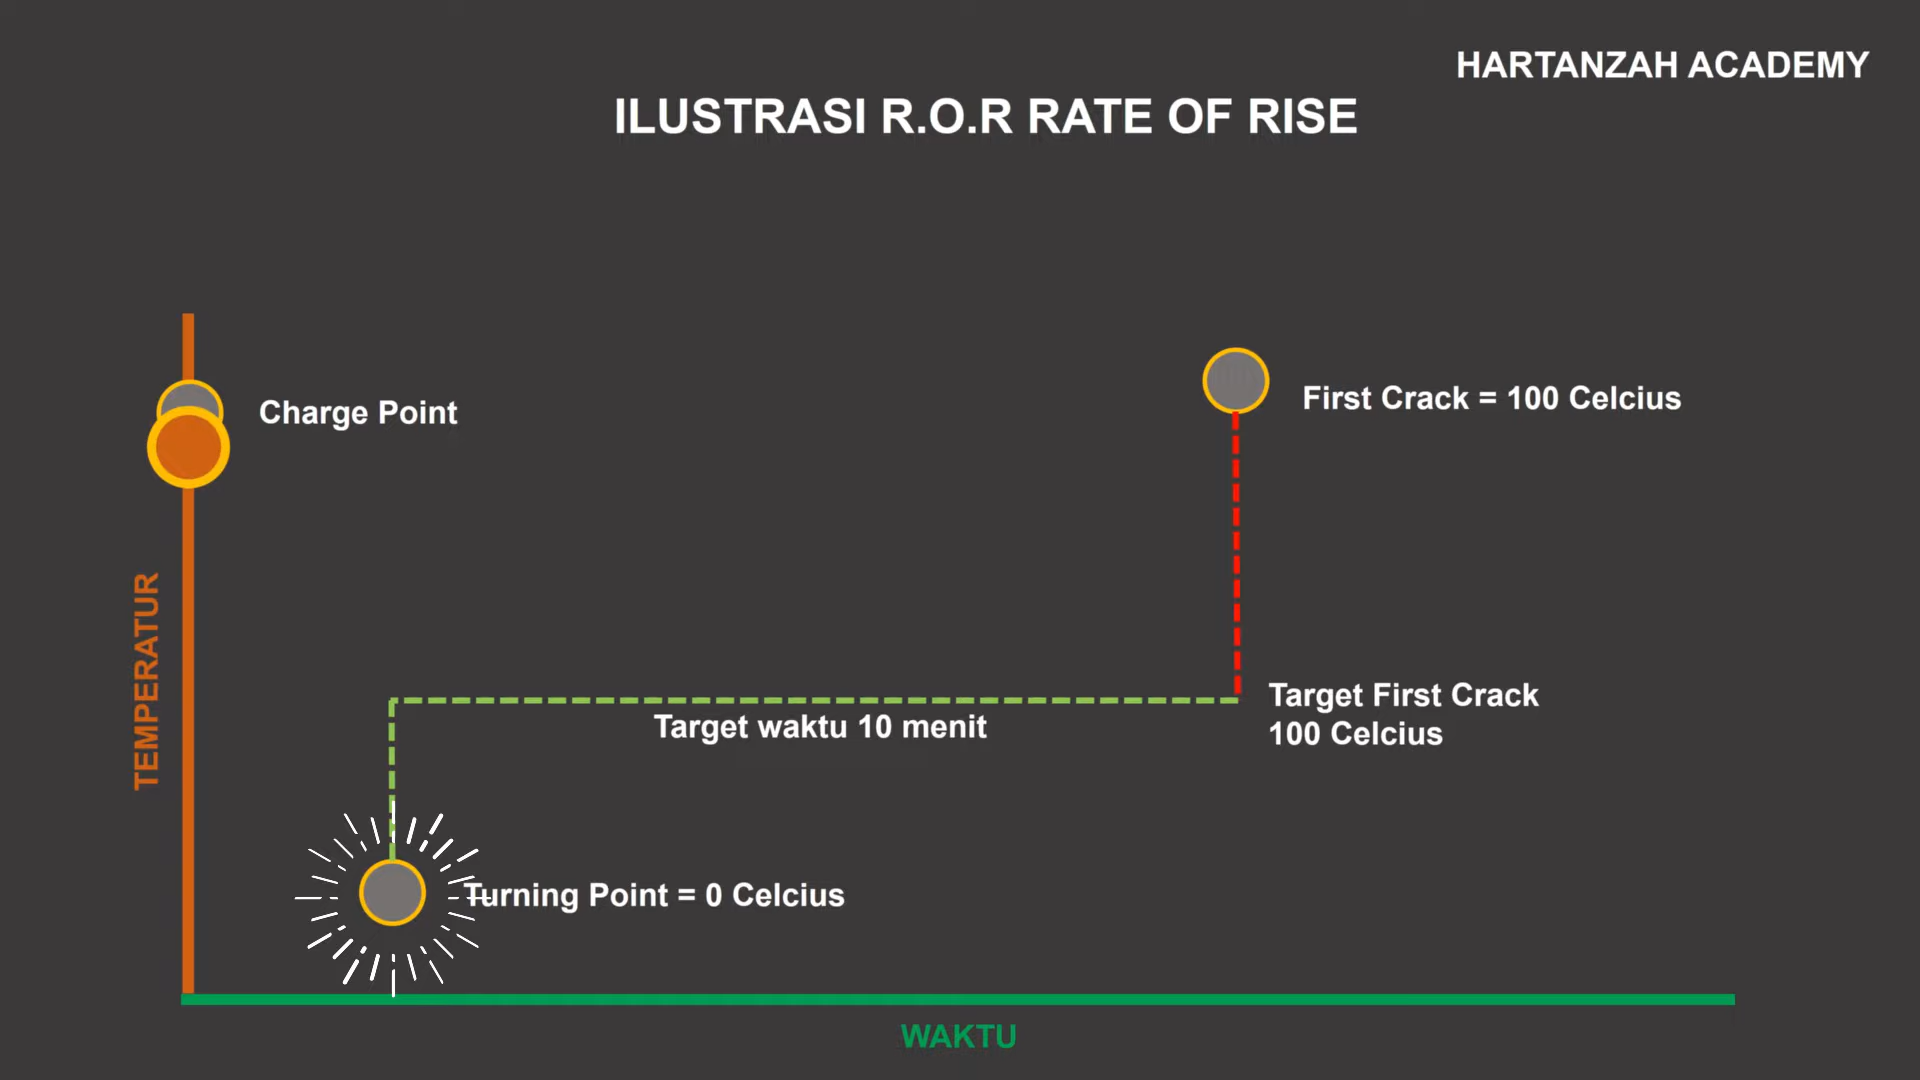 HARTANZAH ACADEMY
ILUSTRASI R.O.R RATE OF RISE
Charge Point
First Crack = 100 Celcius
TEMPERATUR
Target First Crack
100 Celcius
Target waktu 10 menit
Turning Point = 0 Celcius
WAKTU